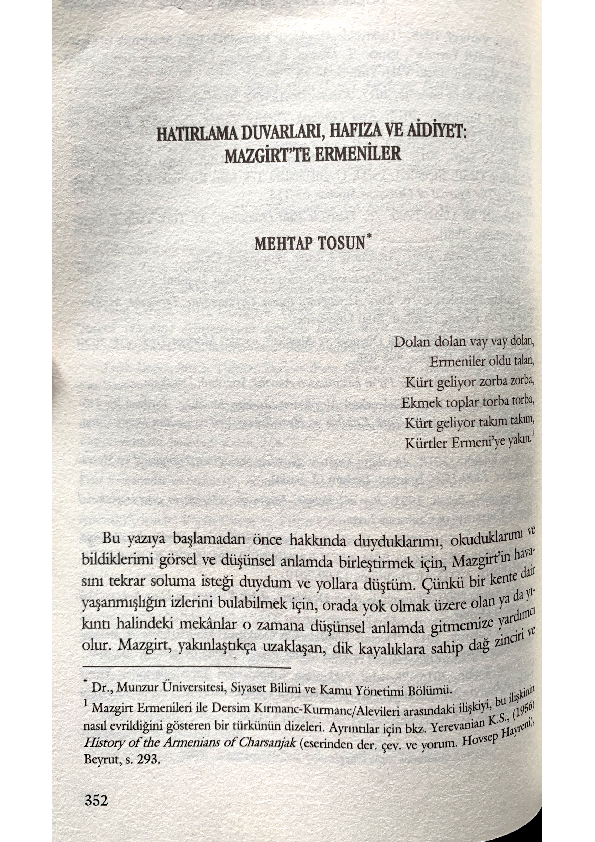 HATIRLAMA DUVARLARI, HAFIZA VE AİDİYET:
MAZGİRT'TE ERMENİLER
MEHTAP TOSUN*
Dolan dolan vay vay dolan,
Ermeniler oldu talan,
Kürt geliyor zorba zorba,
Ekmek toplar torba torba,
Kürt geliyor takım takım,
Kürtler Ermeni'ye yakın.1
Bu yazıya başlamadan önce hakkında duyduklarımı, okuduklarımı ve
bildiklerimi görsel ve düşünsel anlamda birleştirmek için, Mazgirt'in hava-
sını tekrar soluma isteği duydum ve yollara düştüm. Çünkü bir kente dair
yaşanmışlığın izlerini bulabilmek için, orada yok olmak üzere olan ya da yı-
kıntı halindeki mekânlar o zamana düşünsel anlamda gitmemize yardımcı
olur. Mazgirt, yakınlaştıkça uzaklaşan, dik kayalıklara sahip dağ zinciri ve
* Dr., Munzur Üniversitesi, Siyaset Bilimi ve Kamu Yönetimi Bölümü.
1 Mazgirt Ermenileri ile Dersim Kırmanc-Kurmanc/Alevileri arasındaki ilişkiyi, bu ilişkinin
nasıl evrildiğini gösteren bir türkünün dizeleri. Ayrıntılar için bkz. Yerevanian K.S., (1956)
History of the Armenians of Charsanjak (eserinden der. çev. ve yorum. Hovsep Hayreni,
Beyrut, s. 293.
352